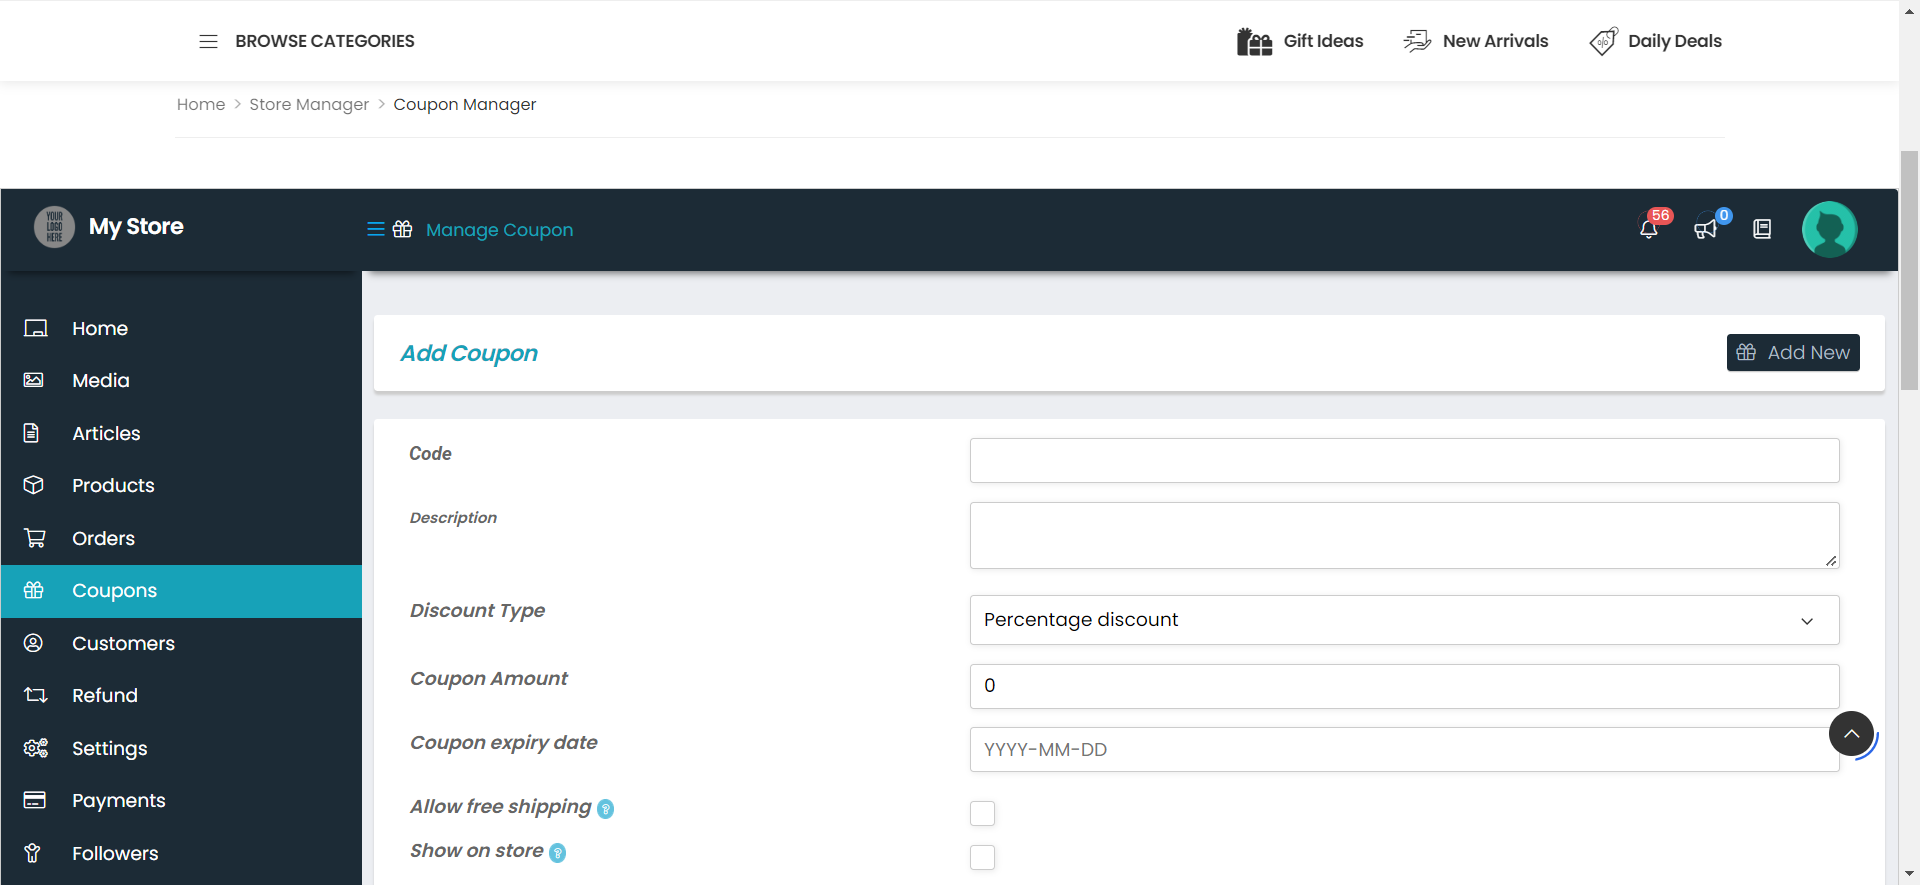 BROWSE CATEGORIES
Gift Ideas
New Arrivals
Daily Deals
Home > Store Manager > Coupon Manager
YOUR
LOGO
HERE
My Store
Manage Coupon
56
0
Home
Media
Articles
Products
Orders
Coupons
Customers
Refund
Settings
Payments
Followers
Add Coupon
Add New
Code
Description
Discount Type
Percentage discount
Coupon Amount
0
Coupon expiry date
YYYY-MM-DD
Allow free shipping ?
Show on store ?